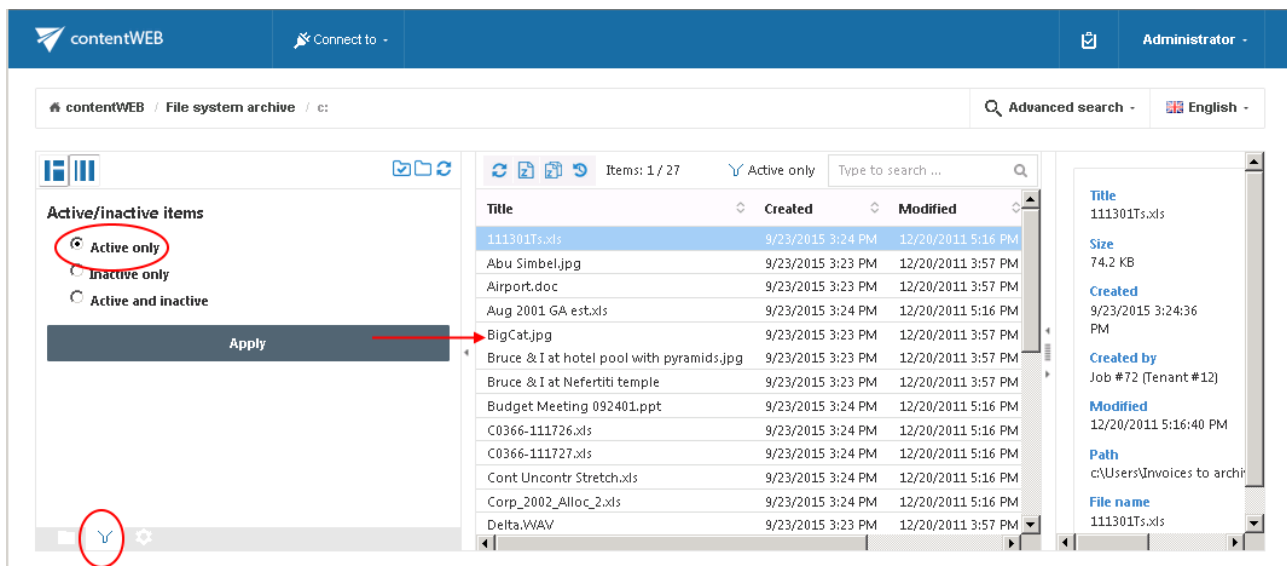 contentWEB
Connect to
Administrator
contentWEB / File system archive / c:
Advanced search
English
Active/inactive items
Active only
Inactive only
Active and inactive
Apply
Items: 1 / 27
Active only
Type to search ...
Title Created Modified
111301Ts.xls 9/23/2015 3:24 PM 12/20/2011 5:16 PM
Abu Simbel.jpg 9/23/2015 3:23 PM 12/20/2011 3:57 PM
Airport.doc 9/23/2015 3:23 PM 12/20/2011 3:57 PM
Aug 2001 GA est.xls 9/23/2015 3:24 PM 12/20/2011 5:16 PM
BigCat.jpg 9/23/2015 3:23 PM 12/20/2011 3:57 PM
Bruce & I at hotel pool with pyramids.jpg 9/23/2015 3:23 PM 12/20/2011 3:57 PM
Bruce & I at Nefertiti temple 9/23/2015 3:23 PM 12/20/2011 3:57 PM
Budget Meeting 092401.ppt 9/23/2015 3:24 PM 12/20/2011 5:16 PM
C0366-111726.xls 9/23/2015 3:24 PM 12/20/2011 5:16 PM
C0366-111727.xls 9/23/2015 3:24 PM 12/20/2011 5:16 PM
Cont Uncontr Stretch.xls 9/23/2015 3:24 PM 12/20/2011 5:16 PM
Corp_2002_Alloc_2.xls 9/23/2015 3:24 PM 12/20/2011 5:16 PM
Delta.WAV 9/23/2015 3:23 PM 12/20/2011 3:57 PM
Title
111301Ts.xls
Size
74.2 KB
Created
9/23/2015 3:24:36
PM
Created by
Job #72 (Tenant #12)
Modified
12/20/2011 5:16:40 PM
Path
c:\Users\Invoices to archi
File name
111301Ts.xls